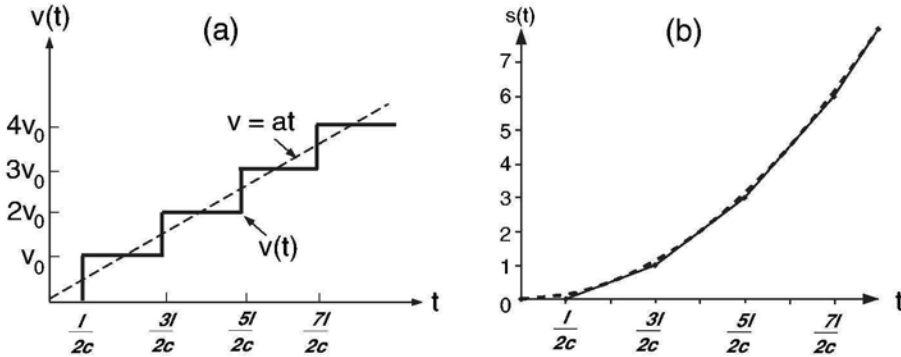 v(t)
(a)
4v₀
3v₀
2v₀
v₀
v = at
v(t)
t
l/2c
3l/2c
5l/2c
7l/2c
s(t)
(b)
7
6
5
4
3
2
1
0
t
l/2c
3l/2c
5l/2c
7l/2c